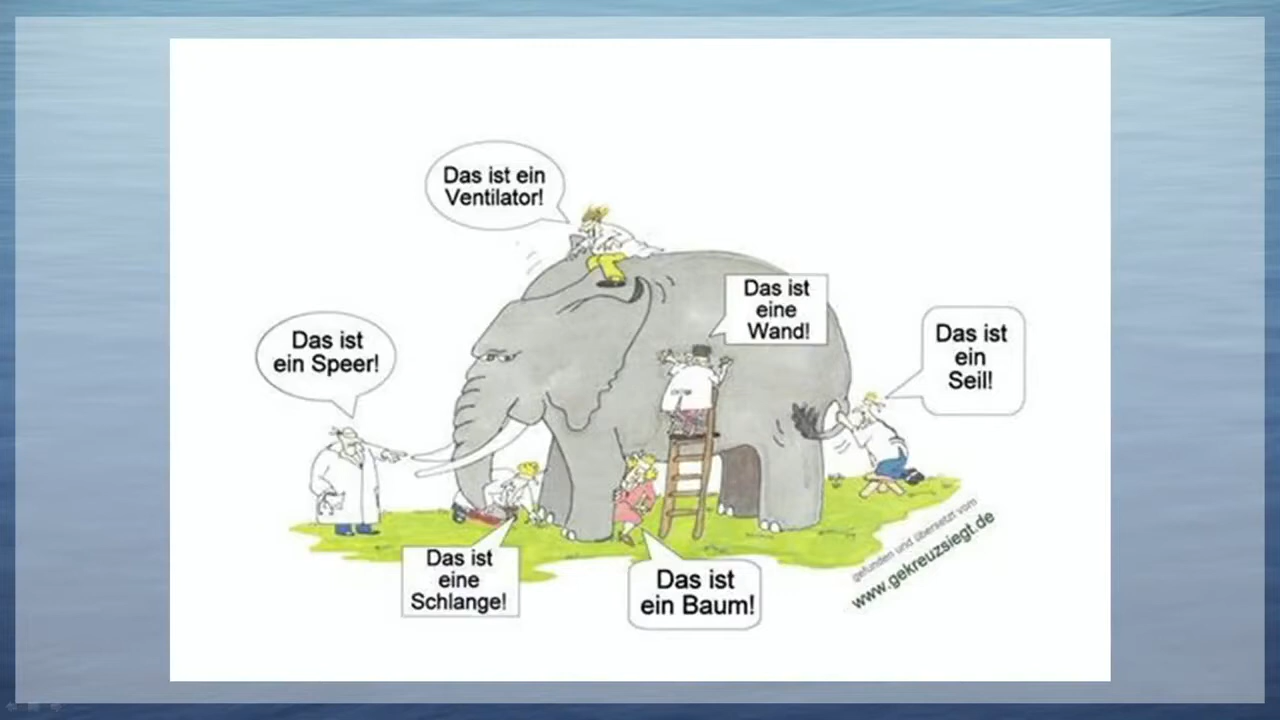 Das ist ein
Ventilator!
Das ist
eine
Wand!
Das ist
ein Speer!
Das ist
ein
Seil!
Das ist
eine
Schlange!
Das ist
ein Baum!
gefunden und übersetzt vom
www.gekreuzsiegt.de